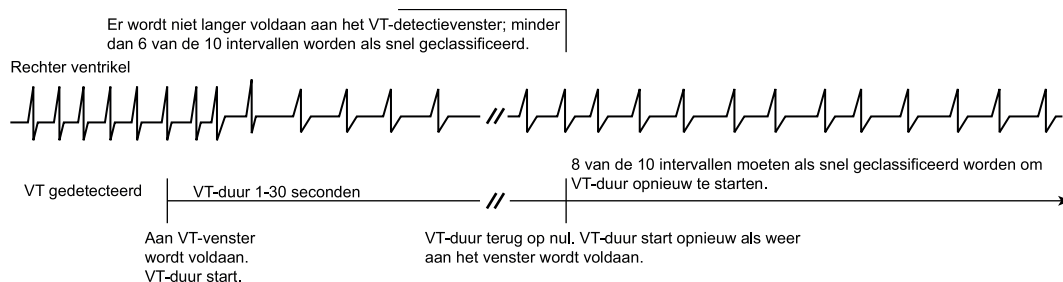 Er wordt niet langer voldaan aan het VT-detectievenster; minder
dan 6 van de 10 intervallen worden als snel geclassificeerd.
Rechter ventrikel
8 van de 10 intervallen moeten als snel geclassificeerd worden om
VT-duur opnieuw te starten.
VT gedetecteerd
VT-duur 1-30 seconden
Aan VT-venster
wordt voldaan.
VT-duur start.
VT-duur terug op nul. VT-duur start opnieuw als weer
aan het venster wordt voldaan.